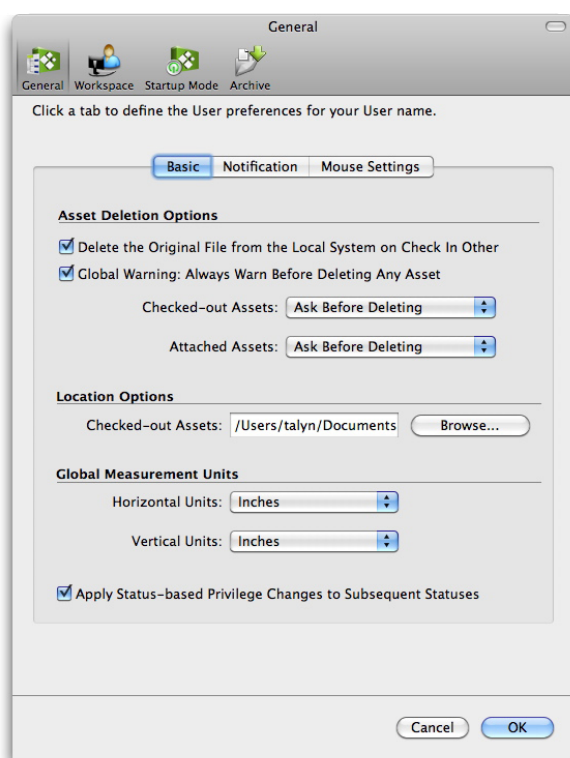 General
General Workspace Startup Mode Archive
Click a tab to define the User preferences for your User name.
Basic Notification Mouse Settings
Asset Deletion Options
Delete the Original File from the Local System on Check In Other
Global Warning: Always Warn Before Deleting Any Asset
Checked-out Assets: Ask Before Deleting
Attached Assets: Ask Before Deleting
Location Options
Checked-out Assets: /Users/talyn/Documents Browse...
Global Measurement Units
Horizontal Units: Inches
Vertical Units: Inches
Apply Status-based Privilege Changes to Subsequent Statuses
Cancel OK